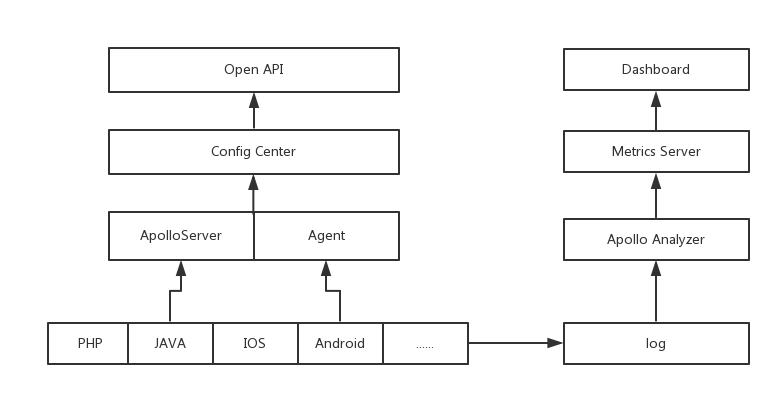 Open API
Dashboard
Config Center
Metrics Server
ApolloServer
Agent
Apollo Analyzer
PHP
JAVA
IOS
Android
......
log